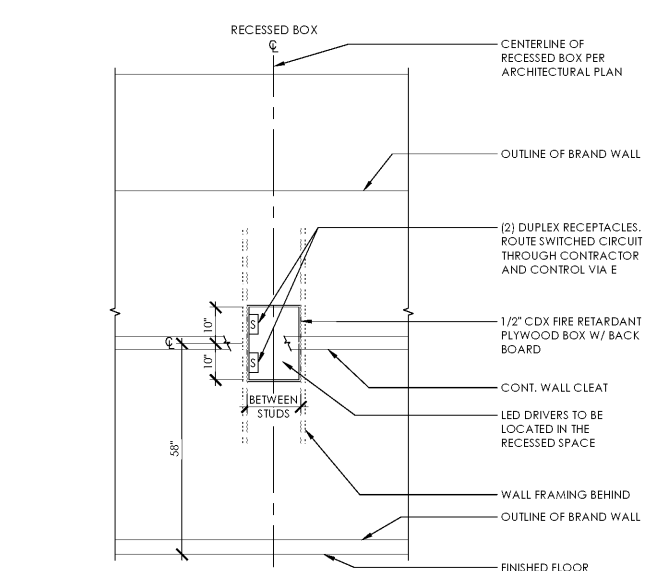 RECESSED BOX
℄
CENTERLINE OF
RECESSED BOX PER
ARCHITECTURAL PLAN
OUTLINE OF BRAND WALL
(2) DUPLEX RECEPTACLES.
ROUTE SWITCHED CIRCUIT
THROUGH CONTRACTOR
AND CONTROL VIA E
10"
S
1/2" CDX FIRE RETARDANT
PLYWOOD BOX W/ BACK
BOARD
℄
10"
S
CONT. WALL CLEAT
BETWEEN
STUDS
LED DRIVERS TO BE
LOCATED IN THE
RECESSED SPACE
58"
WALL FRAMING BEHIND
OUTLINE OF BRAND WALL
FINISHED FLOOR